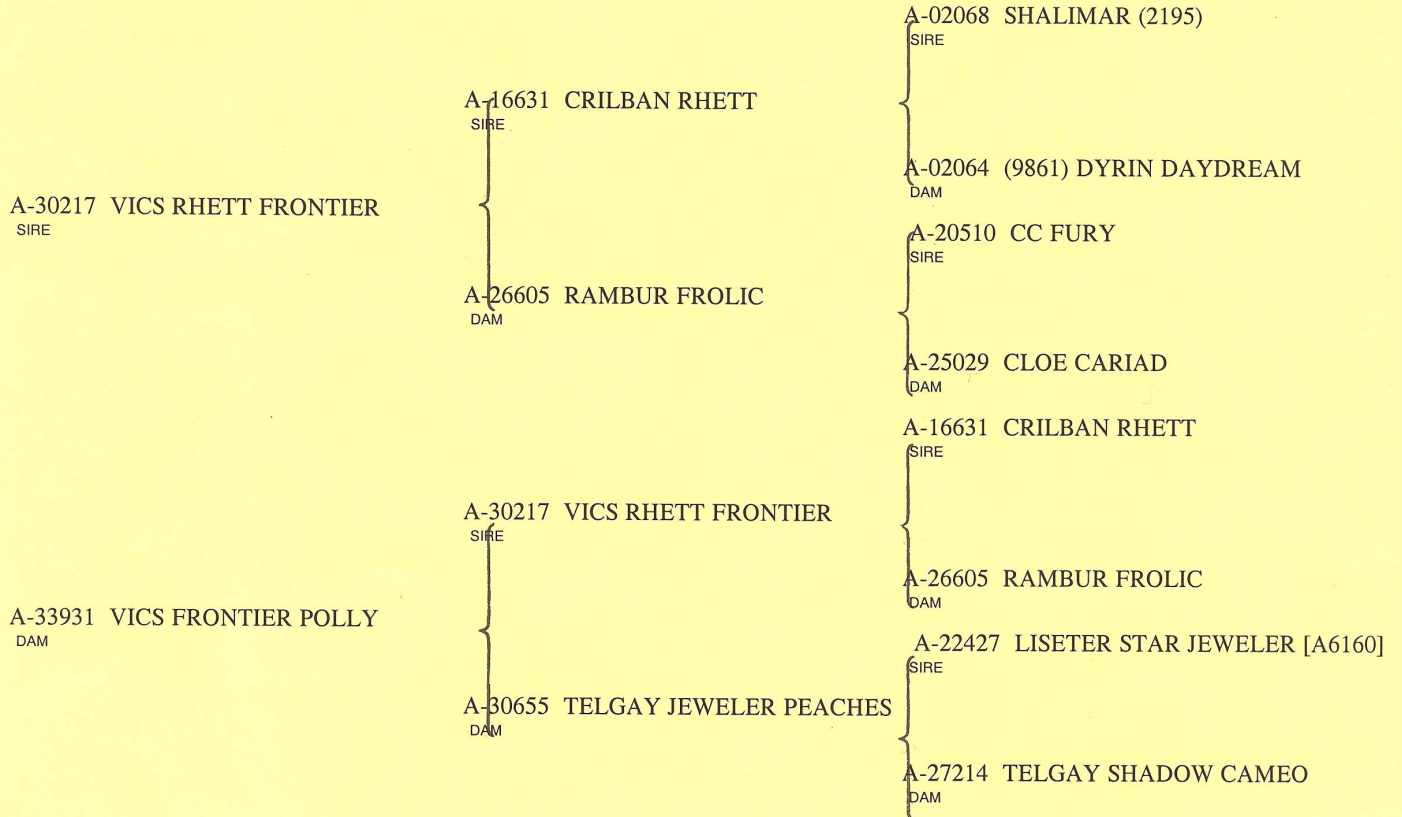 A-02068 SHALIMAR (2195)
SIRE
A-16631 CRILBAN RHETT
SIRE
A-02064 (9861) DYRIN DAYDREAM
DAM
A-30217 VICS RHETT FRONTIER
SIRE
A-20510 CC FURY
SIRE
A-26605 RAMBUR FROLIC
DAM
A-25029 CLOE CARIAD
DAM
A-16631 CRILBAN RHETT
SIRE
A-30217 VICS RHETT FRONTIER
SIRE
A-26605 RAMBUR FROLIC
DAM
A-33931 VICS FRONTIER POLLY
DAM
A-22427 LISETER STAR JEWELER [A6160]
SIRE
A-30655 TELGAY JEWELER PEACHES
DAM
A-27214 TELGAY SHADOW CAMEO
DAM